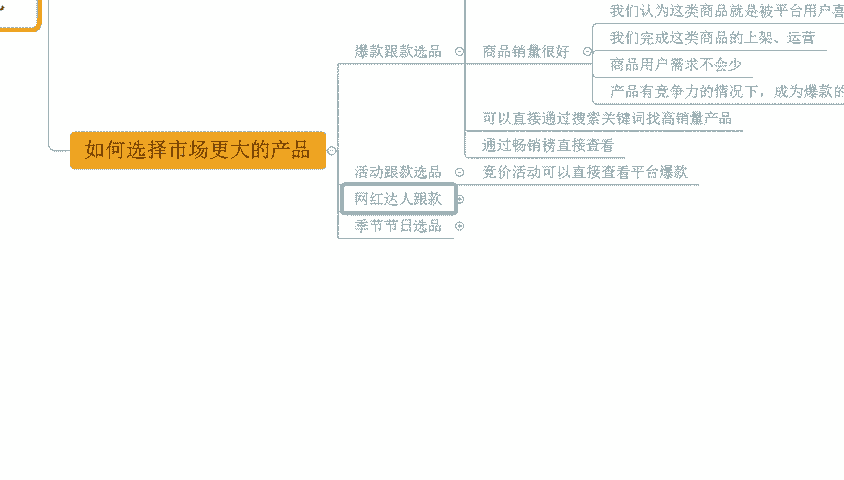 我们认为这类商品就是被平台用户喜
爆款跟款选品
商品销量很好
我们完成这类商品的上架、运营
商品用户需求不会少
产品有竞争力的情况下，成为爆款的
可以直接通过搜索关键词找高销量产品
通过畅销榜直接查看
如何选择市场更大的产品
活动跟款选品
竞价活动可以直接查看平台爆款
网红达人跟款
季节节日选品